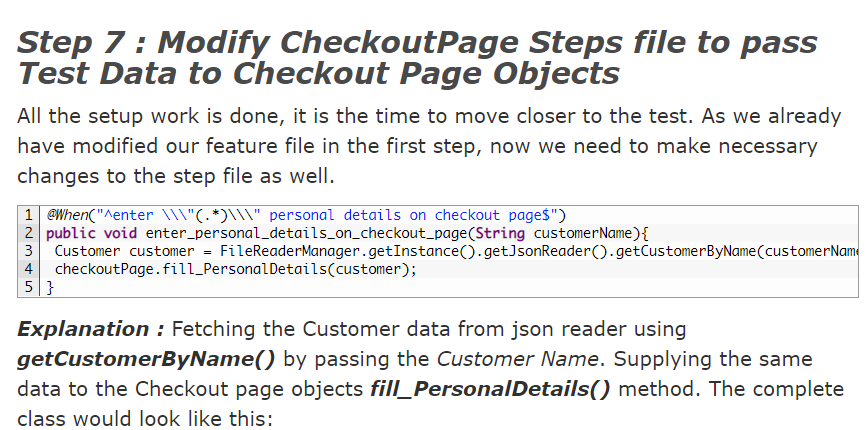 Step 7 : Modify CheckoutPage Steps file to pass
Test Data to Checkout Page Objects
All the setup work is done, it is the time to move closer to the test. As we already
have modified our feature file in the first step, now we need to make necessary
changes to the step file as well.
1 @When("^enter \\\"(.*)\\\" personal details on checkout page$")
2 public void enter_personal_details_on_checkout_page(String customerName){
3 Customer customer = FileReaderManager.getInstance().getJsonReader().getCustomerByName(customerName
4 checkoutPage.fill_PersonalDetails(customer);
5 }
Explanation : Fetching the Customer data from json reader using
getCustomerByName() by passing the Customer Name. Supplying the same
data to the Checkout page objects fill_PersonalDetails() method. The complete
class would look like this: